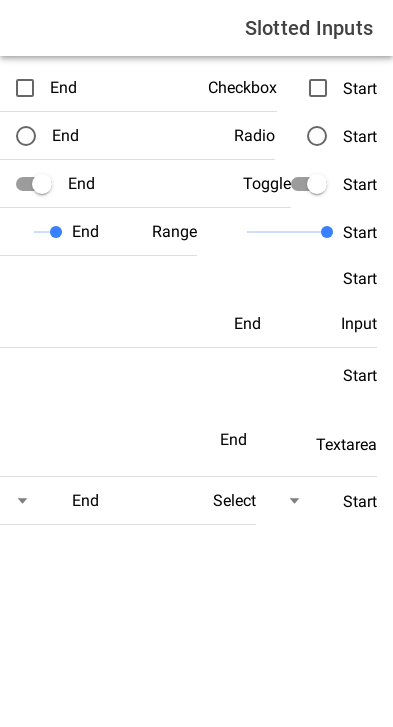 Slotted Inputs
Start Checkbox End
Start Radio End
Start Toggle End
Start Range End
Start
Input End
Start
Textarea End
Start Select End